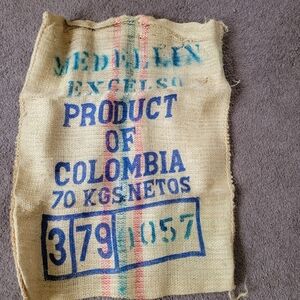 MEDELLIN
EXCELSO
PRODUCT
OF
COLOMBIA
70 KGS NETOS
3 79 1057